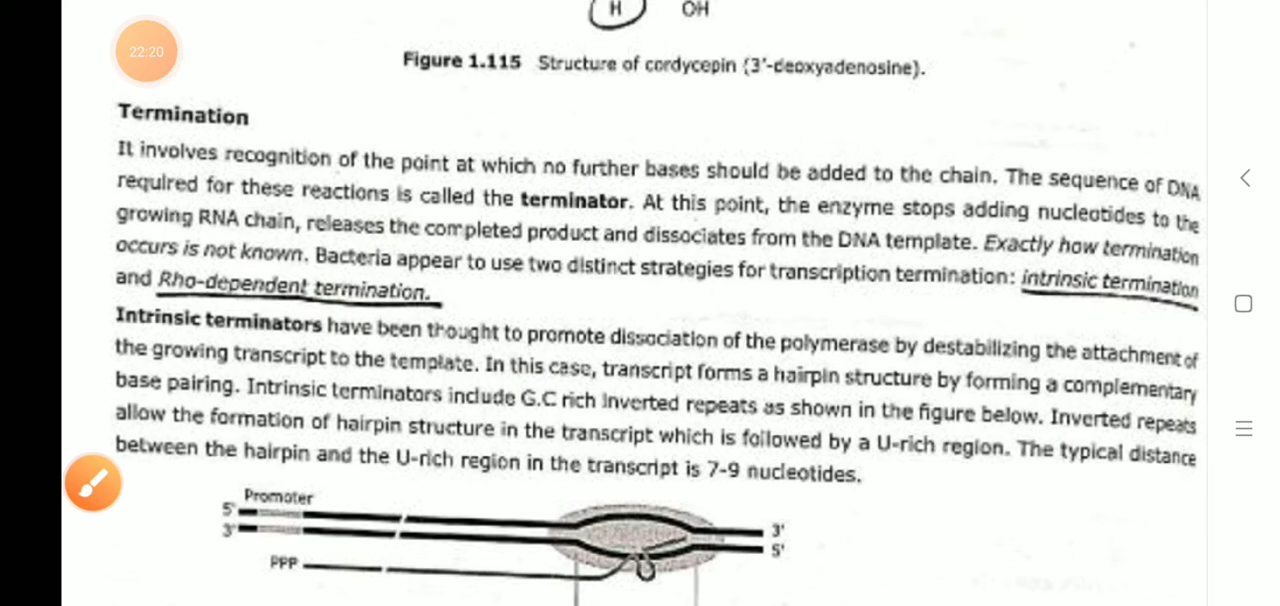 H OH
22:20
Figure 1.115 Structure of cordycepin (3'-deoxyadenosine).
Termination
It involves recognition of the point at which no further bases should be added to the chain. The sequence of DNA
required for these reactions is called the terminator. At this point, the enzyme stops adding nucleotides to the
growing RNA chain, releases the completed product and dissociates from the DNA template. Exactly how termination
occurs is not known. Bacteria appear to use two distinct strategies for transcription termination: intrinsic termination
and Rho-dependent termination.
Intrinsic terminators have been thought to promote dissociation of the polymerase by destabilizing the attachment of
the growing transcript to the template. In this case, transcript forms a hairpin structure by forming a complementary
base pairing. Intrinsic terminators include G.C rich inverted repeats as shown in the figure below. Inverted repeats
allow the formation of hairpin structure in the transcript which is followed by a U-rich region. The typical distance
between the hairpin and the U-rich region in the transcript is 7-9 nucleotides.
Promoter
5' 3'
3' 5'
PPP